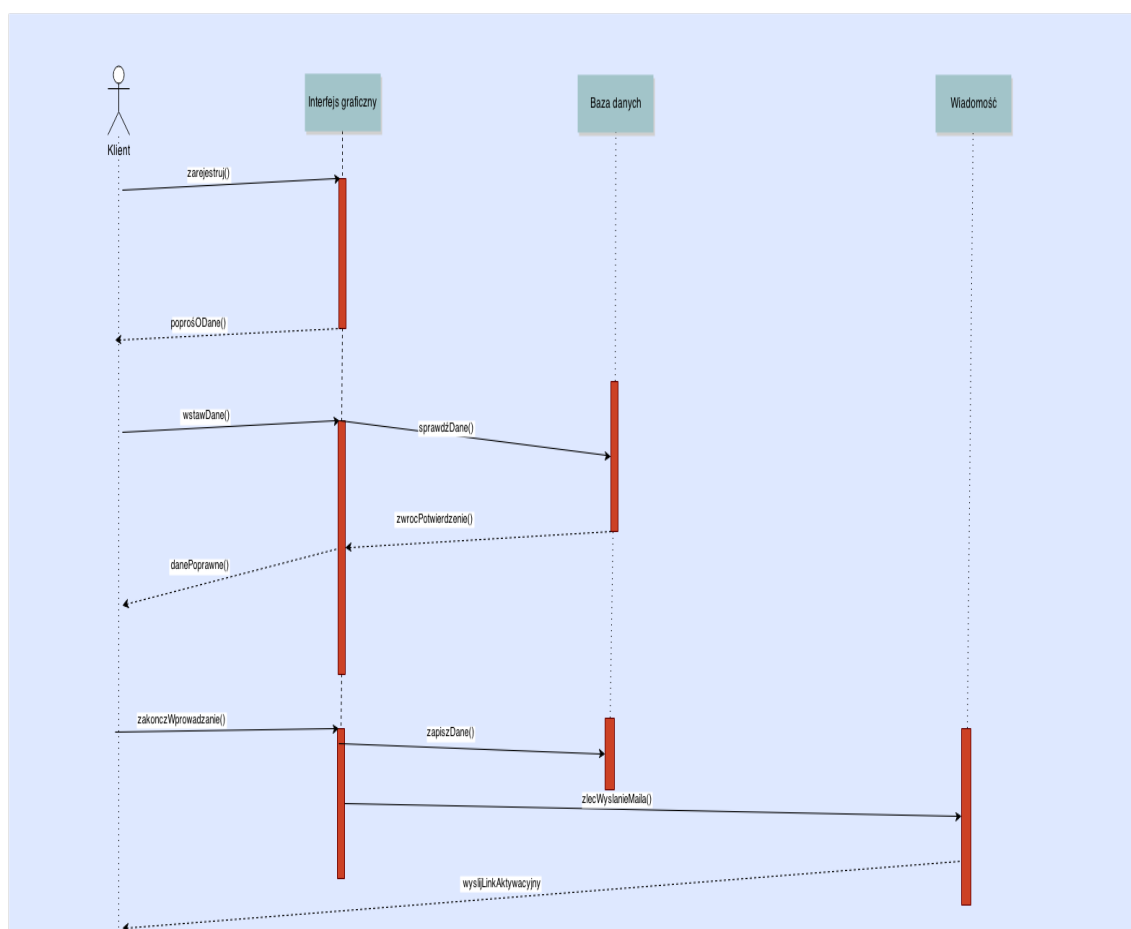 Interfejs graficzny
Baza danych
Wiadomość
Klient
zarejestruj()
poprośODane()
wstawDane()
sprawdźDane()
zwrocPotwierdzenie()
danePoprawne()
zakonczWprowadzanie()
zapiszDane()
zlecWyslanieMaila()
wyslijLinkAktywacyjny